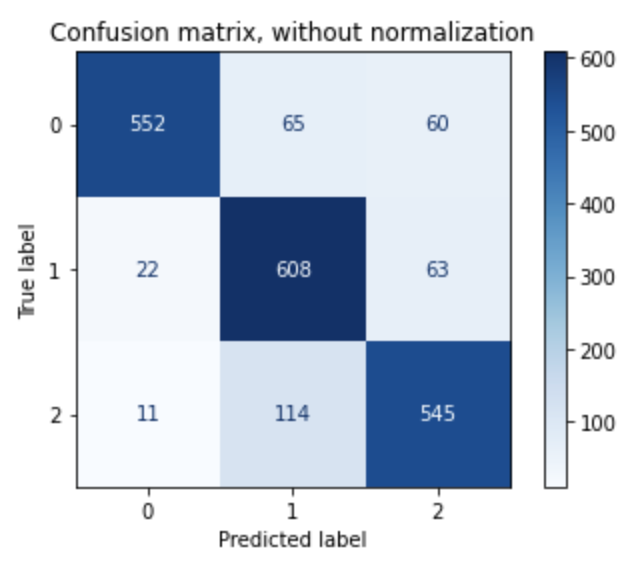 Confusion matrix, without normalization
600
0 552 65 60
500
400
True label
1 22 608 63
300
200
2 11 114 545
100
0 1 2
Predicted label